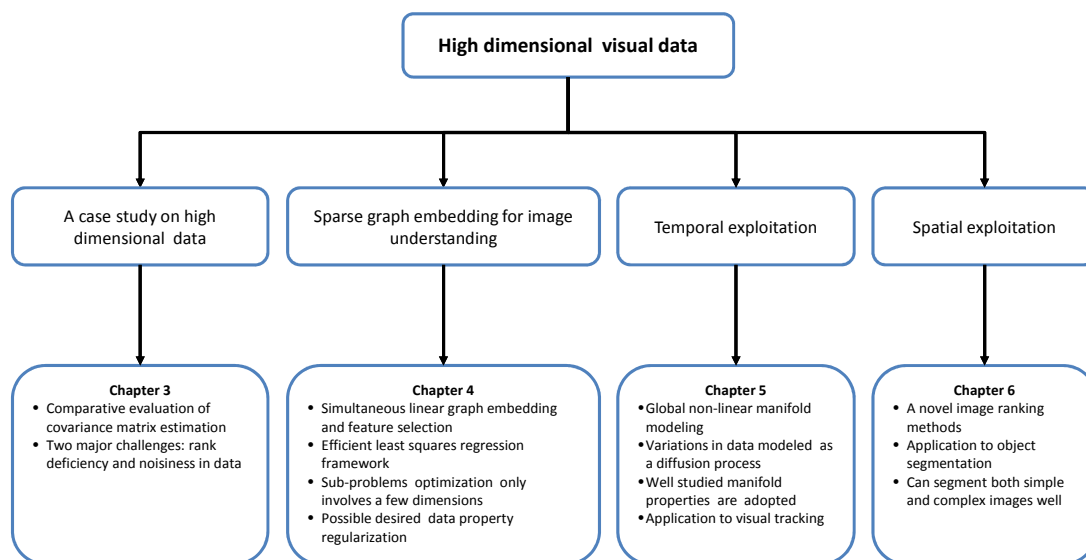 High dimensional visual data
A case study on high
dimensional data
Sparse graph embedding for image
understanding
Temporal exploitation
Spatial exploitation
Chapter 3
• Comparative evaluation of
covariance matrix estimation
• Two major challenges: rank
deficiency and noisiness in data
Chapter 4
• Simultaneous linear graph embedding
and feature selection
• Efficient least squares regression
framework
• Sub-problems optimization only
involves a few dimensions
• Possible desired data property
regularization
Chapter 5
•Global non-linear manifold
modeling
•Variations in data modeled as
a diffusion process
•Well studied manifold
properties are adopted
•Application to visual tracking
Chapter 6
• A novel image ranking
methods
• Application to object
segmentation
• Can segment both simple
and complex images well